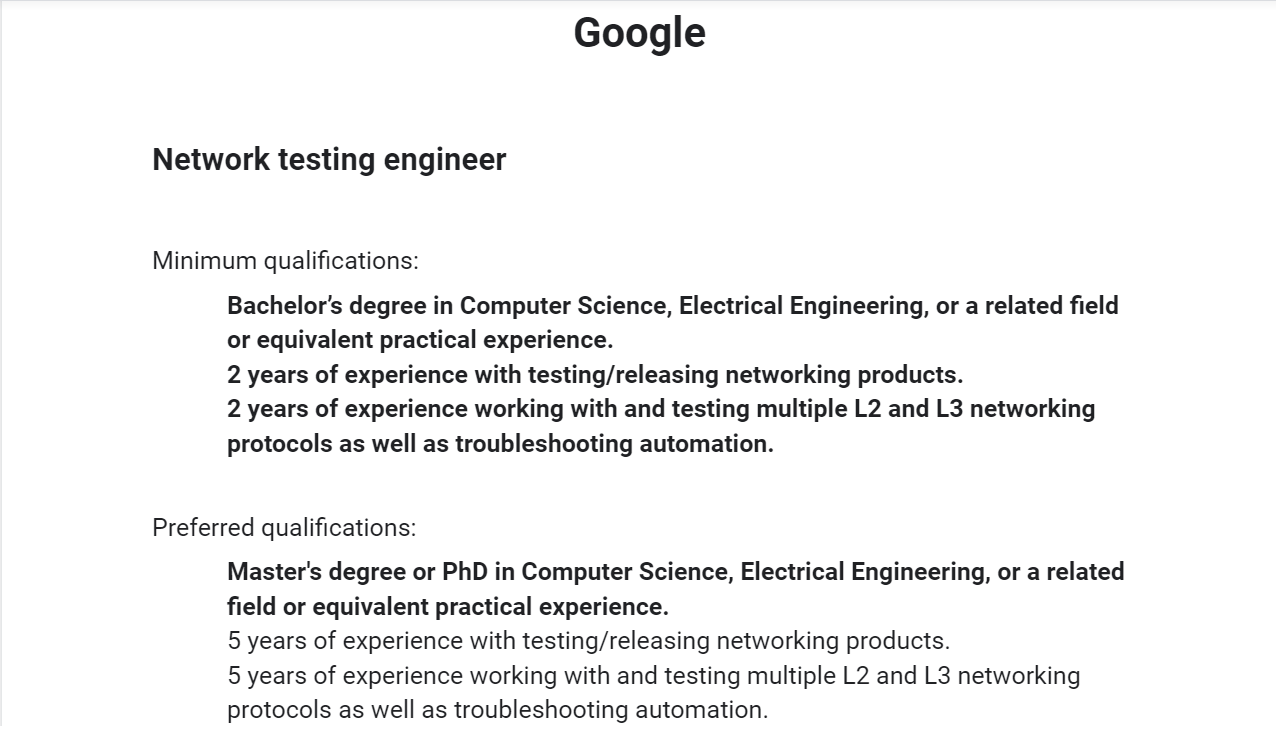 Google
Network testing engineer
Minimum qualifications:
Bachelor’s degree in Computer Science, Electrical Engineering, or a related field
or equivalent practical experience.
2 years of experience with testing/releasing networking products.
2 years of experience working with and testing multiple L2 and L3 networking
protocols as well as troubleshooting automation.
Preferred qualifications:
Master's degree or PhD in Computer Science, Electrical Engineering, or a related
field or equivalent practical experience.
5 years of experience with testing/releasing networking products.
5 years of experience working with and testing multiple L2 and L3 networking
protocols as well as troubleshooting automation.